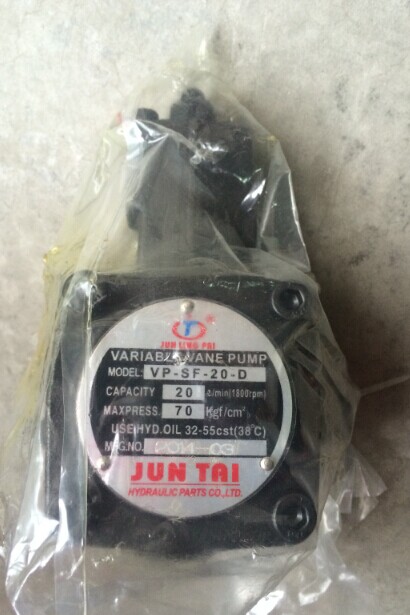 JUN TAI
VARIABLE VANE PUMP
MODEL: VP-SF-20-D
CAPACITY 20 ℓ/min(1800rpm)
MAXPRESS. 70 Kgf/cm²
USE HYD.OIL 32-55cst(38℃)
MFG.NO. 2014-03
JUN TAI
HYDRAULIC PARTS CO.,LTD.